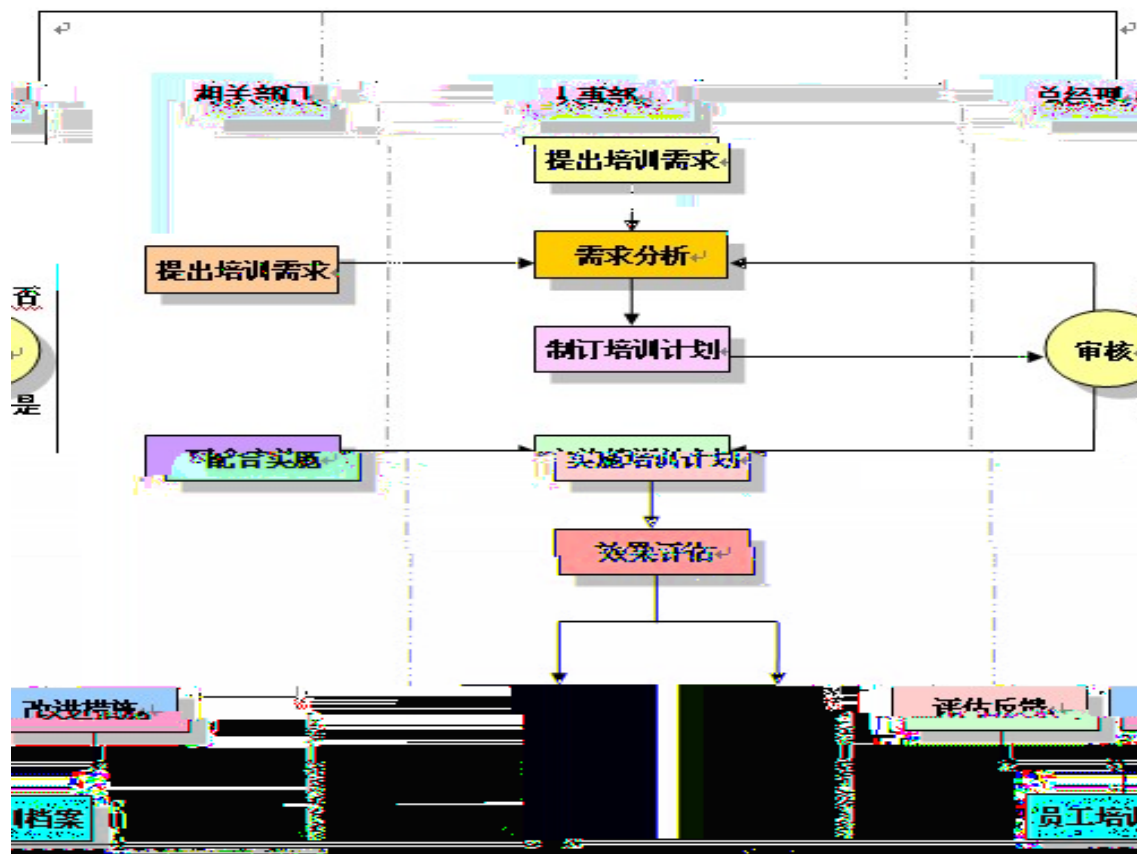 相关部门
人事部
总经理
提出培训需求
需求分析
提出培训需求
否
制订培训计划
审核
是
配合实施
实施培训计划
效果评估
改进措施
评估反馈
训档案
员工培训